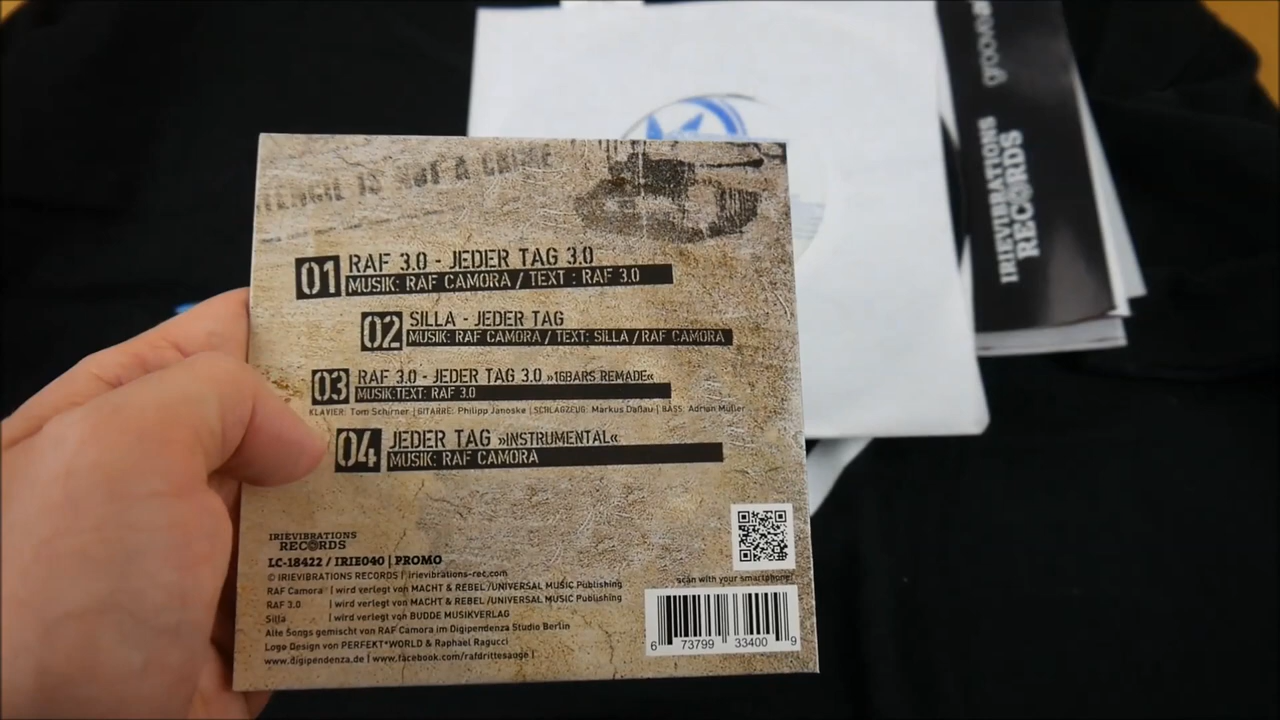 IS NOT A CRIME
01 RAF 3.0 - JEDER TAG 3.0
MUSIK: RAF CAMORA / TEXT : RAF 3.0
02 SILLA - JEDER TAG
MUSIK: RAF CAMORA / TEXT: SILLA / RAF CAMORA
03 RAF 3.0 - JEDER TAG 3.0 »16BARS REMADE«
MUSIK:TEXT: RAF 3.0
KLAVIER: Tom Schirner | GITARRE: Philipp Janoske | SCHLAGZEUG: Markus Daßau | BASS: Adrian Müller
04 JEDER TAG »INSTRUMENTAL«
MUSIK: RAF CAMORA
IRIEVIBRATIONS
RECORDS
LC-18422 / IRIE040 | PROMO
© IRIEVIBRATIONS RECORDS | irievibrations-rec.com
RAF Camora | wird verlegt von MACHT & REBEL /UNIVERSAL MUSIC Publishing
RAF 3.0 | wird verlegt von MACHT & REBEL /UNIVERSAL MUSIC Publishing
Silla | wird verlegt von BUDDE MUSIKVERLAG
Alle Songs gemischt von RAF Camora im Digipendenza Studio Berlin
Logo Design von PERFEKT*WORLD & Raphael Ragucci
www.digipendenza.de | www.facebook.com/rafdrittesauge |
scan with your smartphone!
6 73799 33400 9
IRIEVIBRATIONS
RECORDS